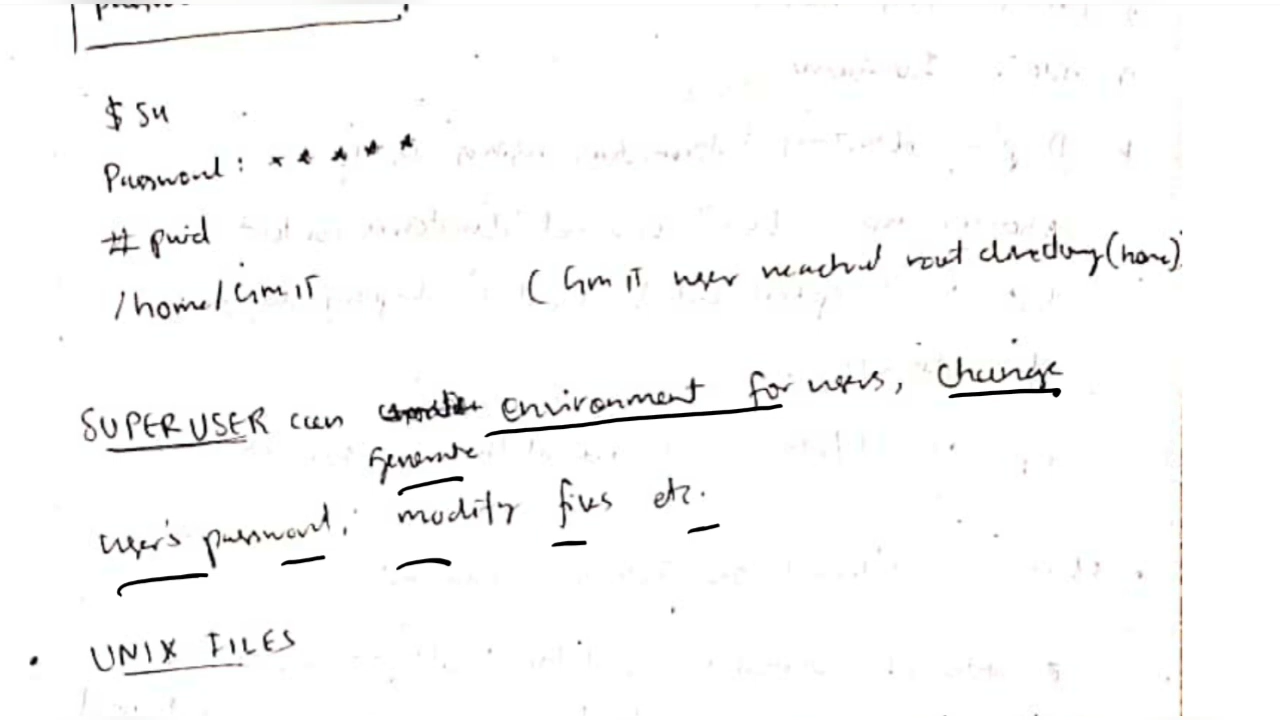 $ su
Password: * * * * *
# pwd
/home/GMIT (GMIT user reached root directory (home)
SUPERUSER can environment for users, change
generate
user's password, modify files etc.
• UNIX FILES